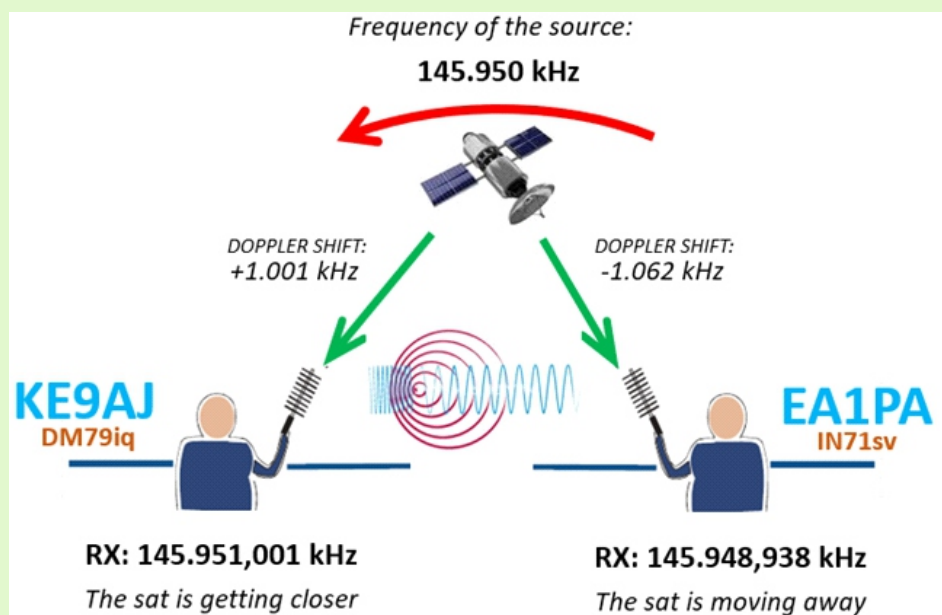 Frequency of the source:
145.950 kHz
DOPPLER SHIFT:
+1.001 kHz
DOPPLER SHIFT:
-1.062 kHz
KE9AJ
DM79iq
EA1PA
IN71sv
RX: 145.951,001 kHz
The sat is getting closer
RX: 145.948,938 kHz
The sat is moving away